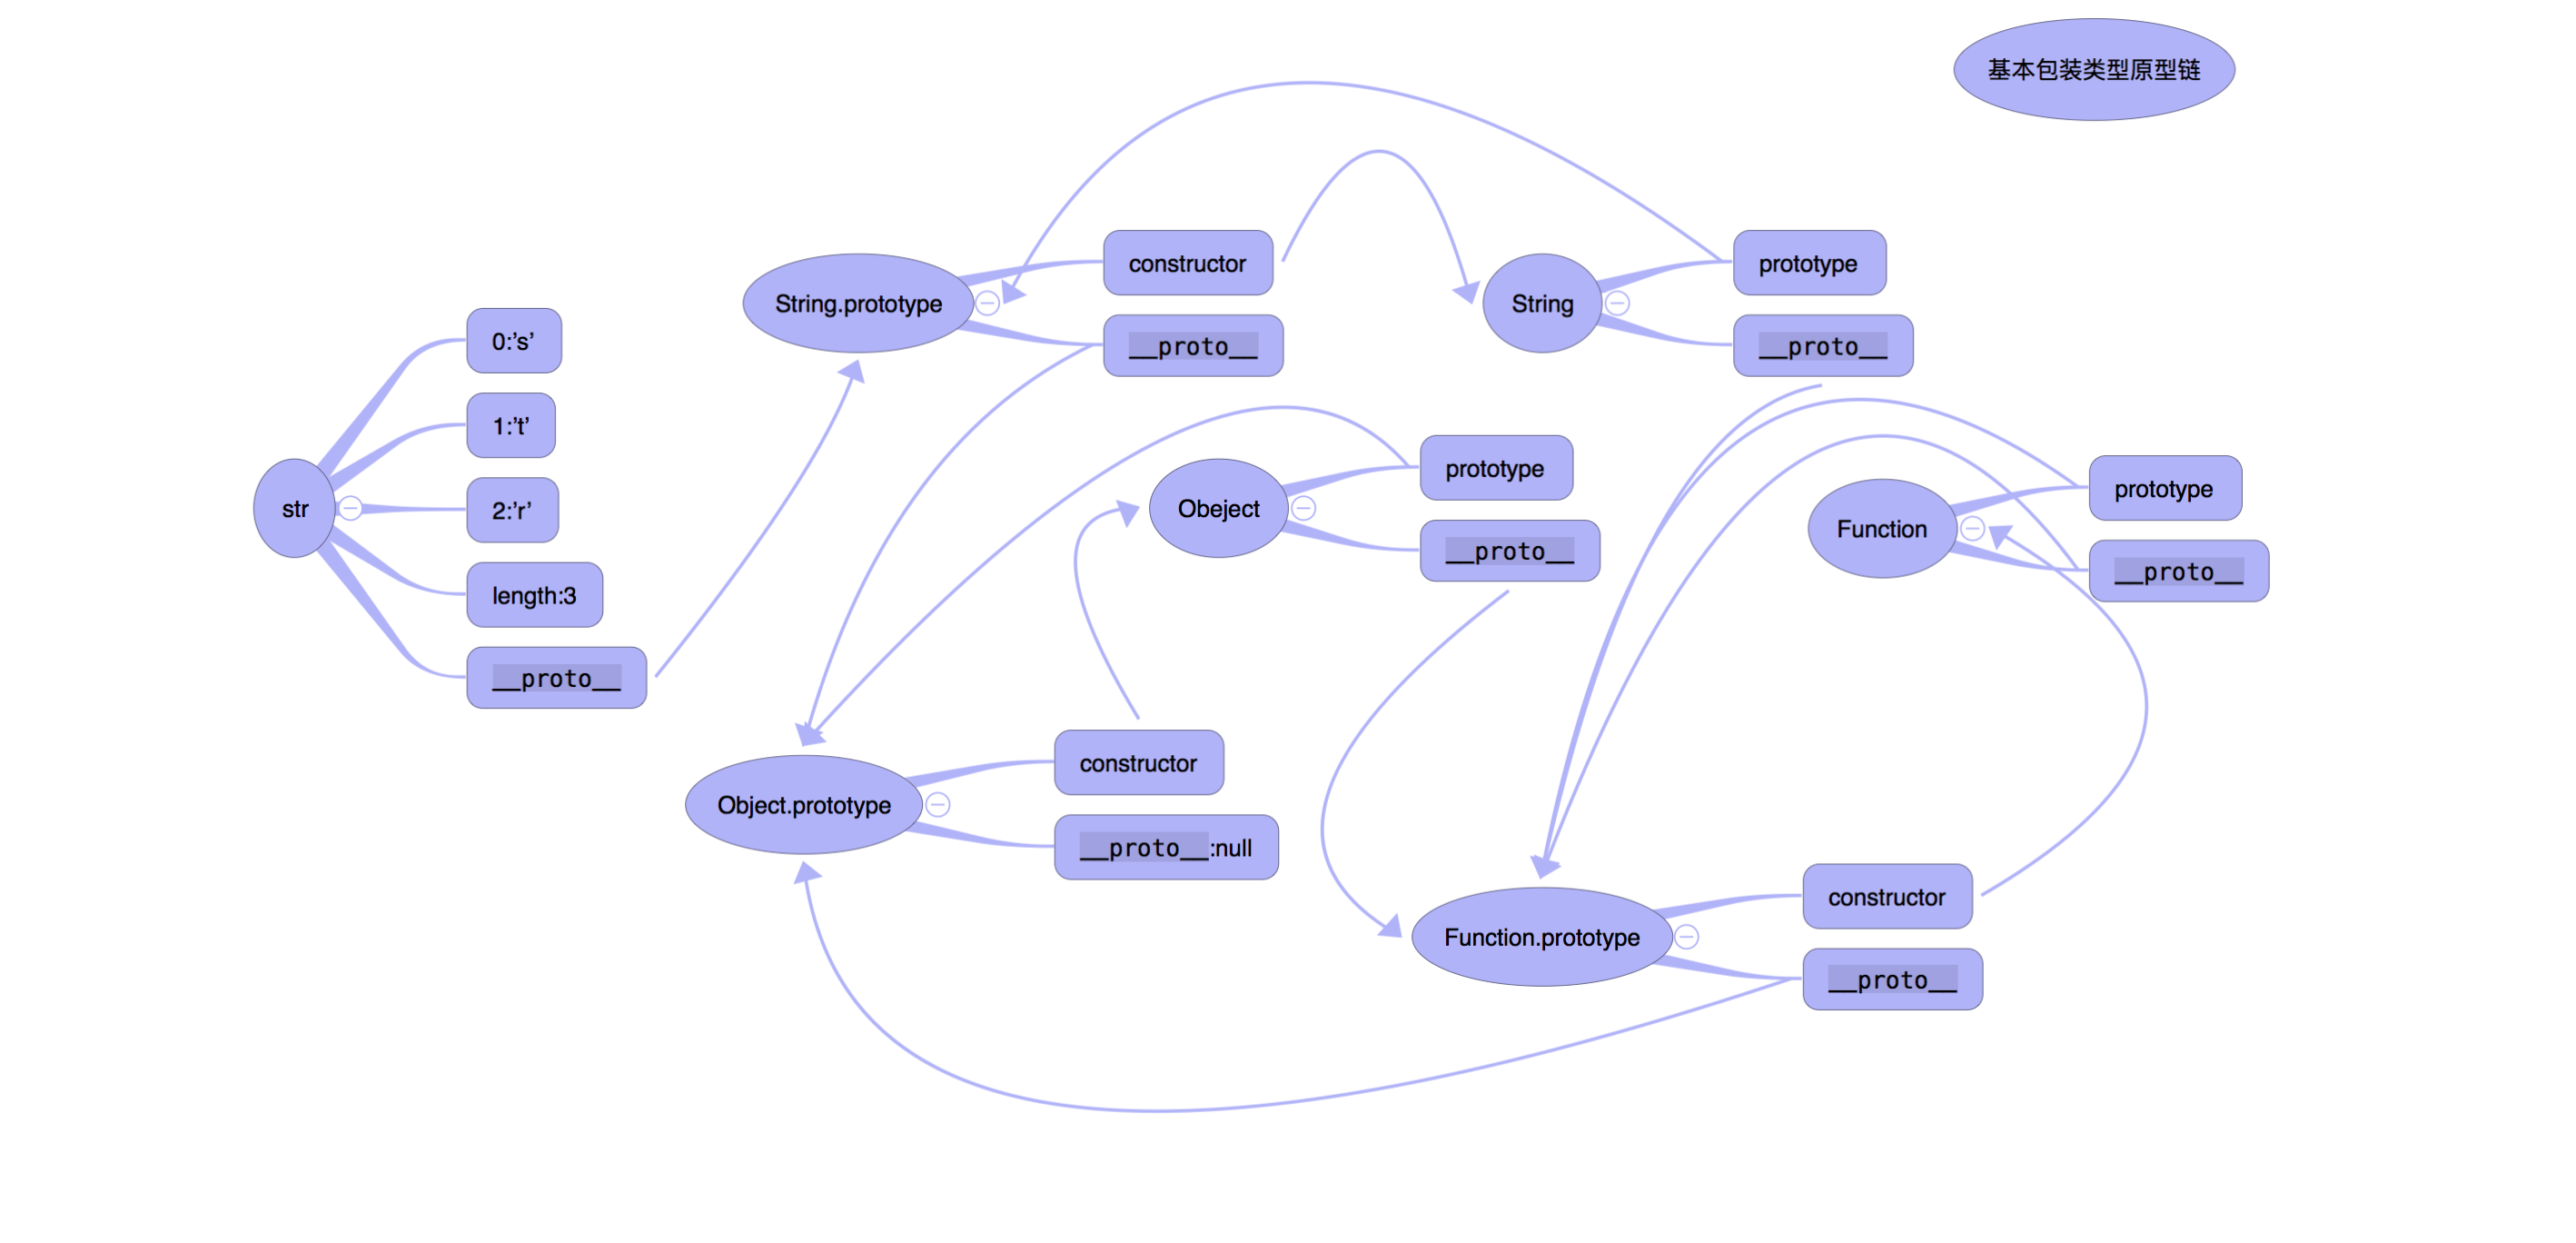 基本包装类型原型链
str
0:’s’
1:’t’
2:’r’
length:3
__proto__
String.prototype
constructor
__proto__
String
prototype
__proto__
Obeject
prototype
__proto__
Function
prototype
__proto__
Object.prototype
constructor
__proto__:null
Function.prototype
constructor
__proto__